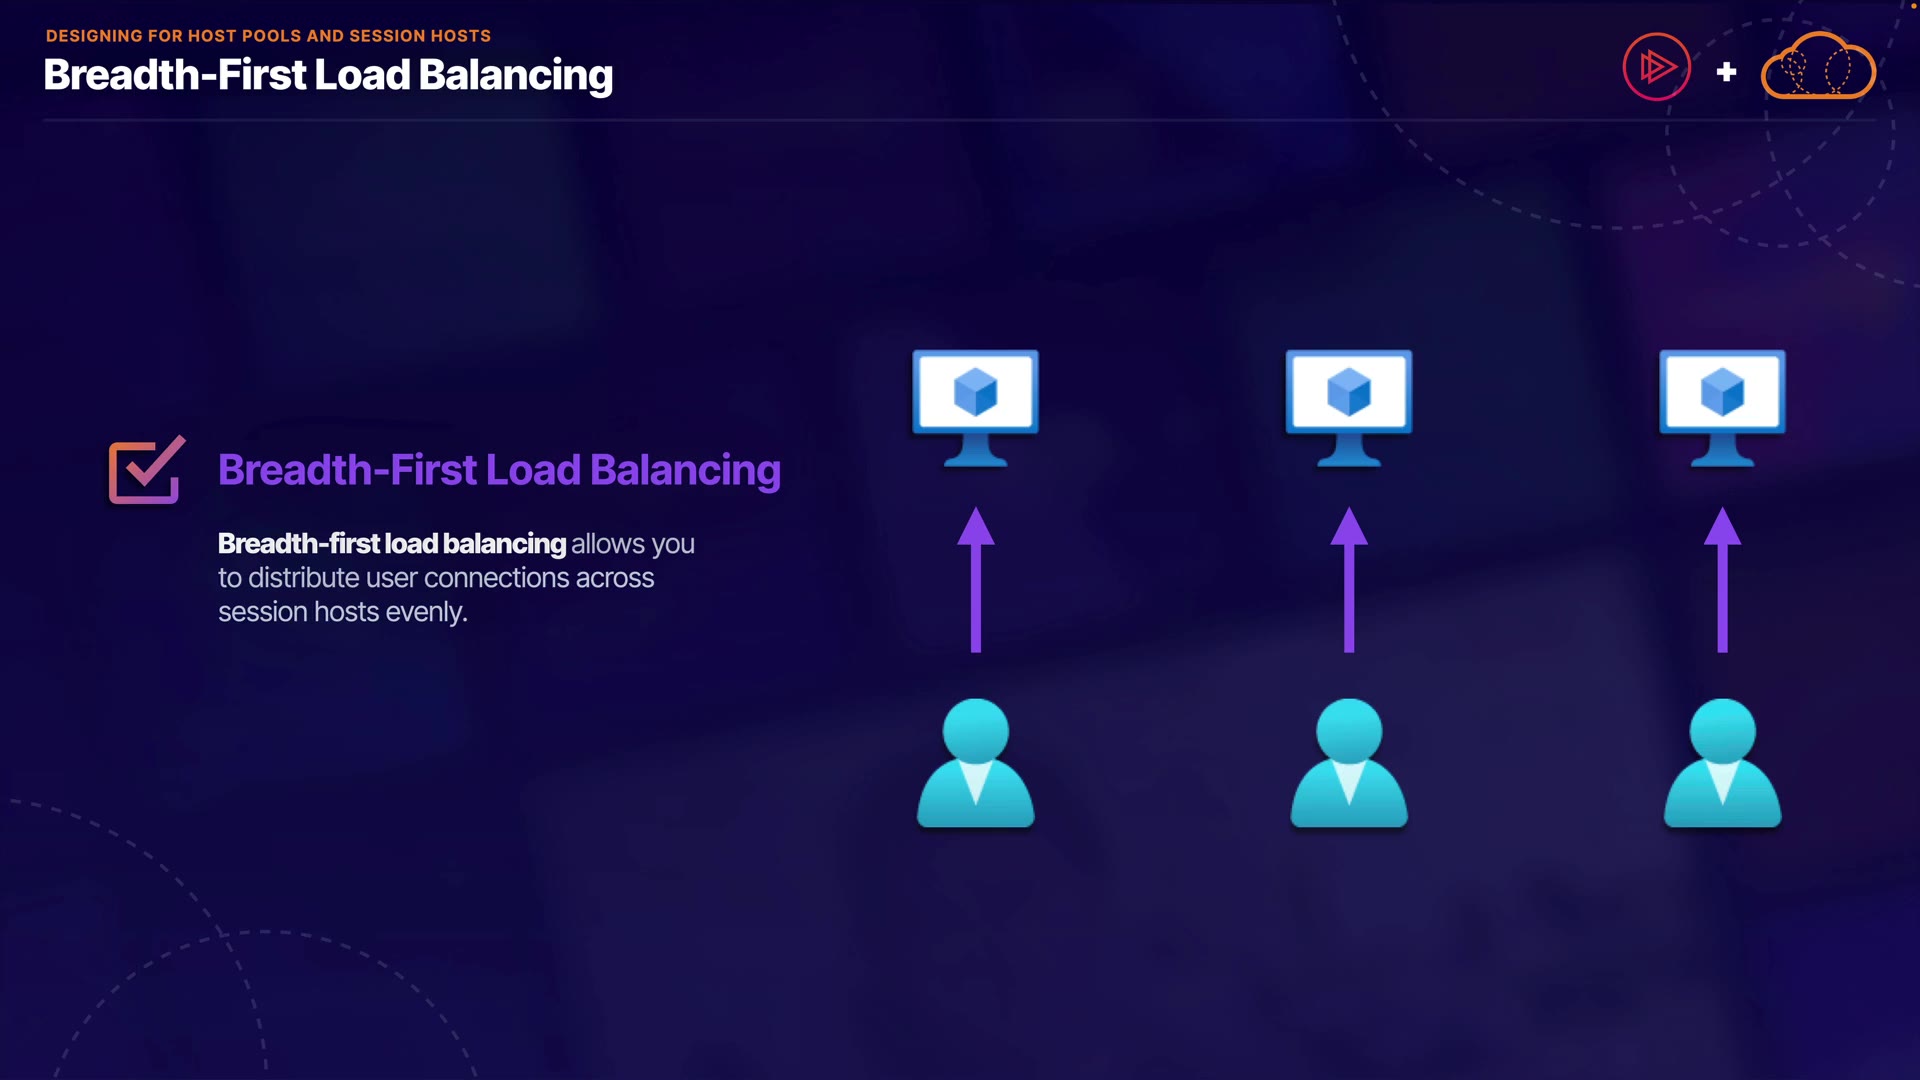 DESIGNING FOR HOST POOLS AND SESSION HOSTS
Breadth-First Load Balancing
Breadth-First Load Balancing
Breadth-first load balancing allows you
to distribute user connections across
session hosts evenly.